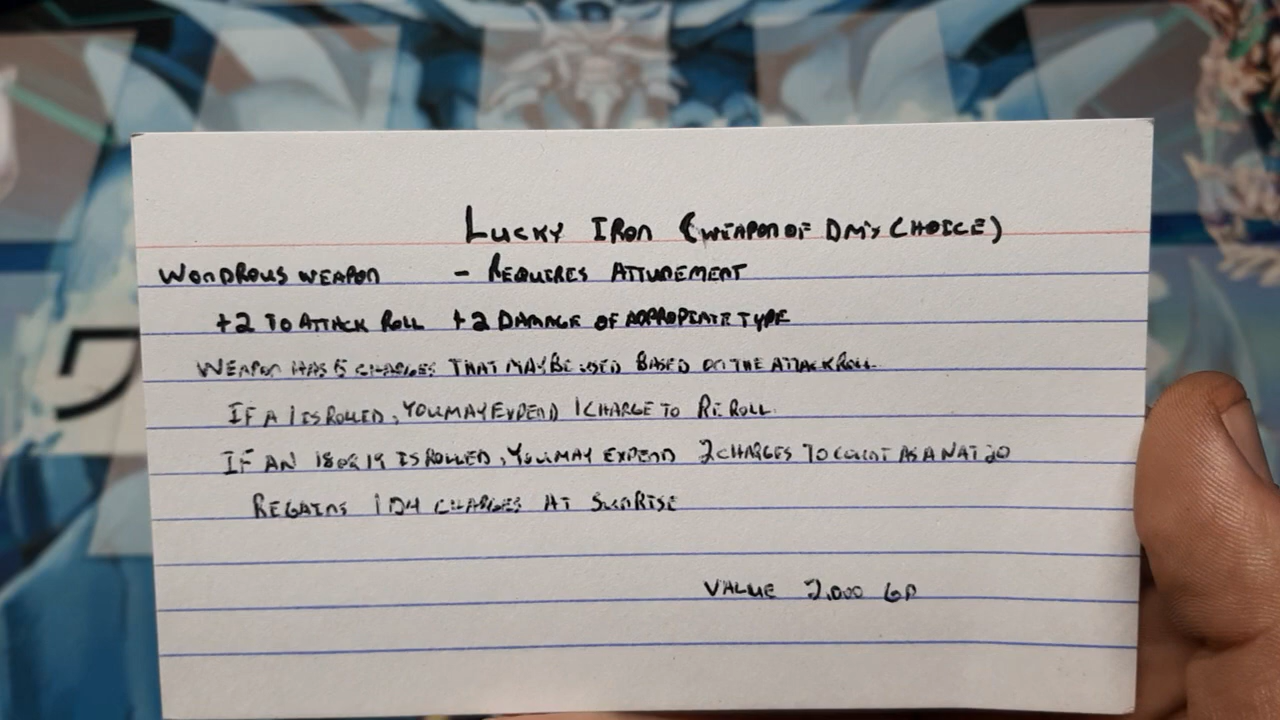 LUCKY IRON (WEAPON OF DM'S CHOICE)
WONDROUS WEAPON - REQUIRES ATTUNEMENT
+2 TO ATTACK ROLL +2 DAMAGE OF APPROPIATE TYPE
WEAPON HAS 5 CHARGES THAT MAY BE USED BASED ON THE ATTACK ROLL.
IF A 1 IS ROLLED, YOU MAY EXPEND 1 CHARGE TO REROLL.
IF AN 18 OR 19 IS ROLLED, YOU MAY EXPEND 2 CHARGES TO COUNT AS A NAT 20
REGAINS 1D4 CHARGES AT SUNRISE
VALUE 2,000 GP